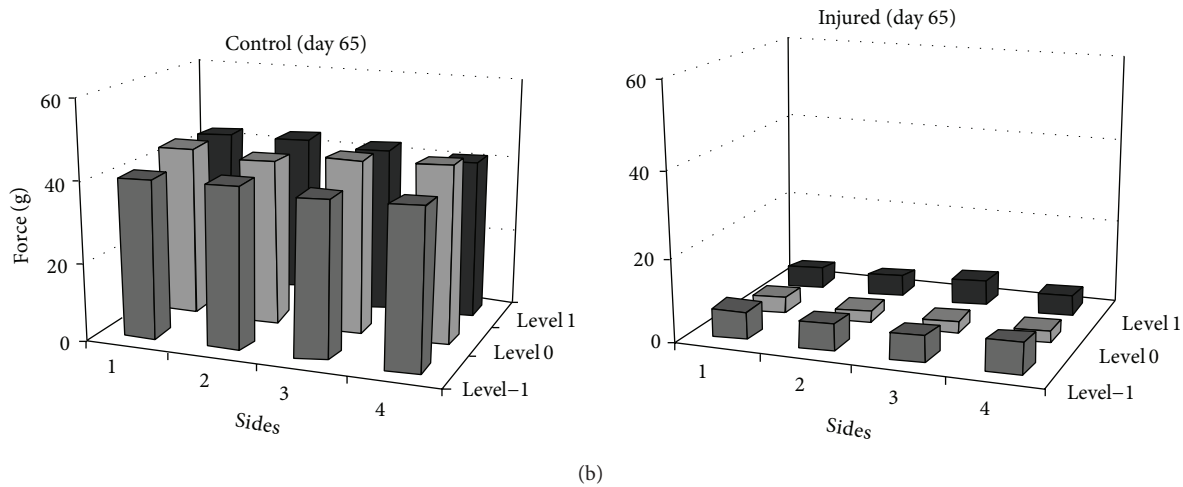 Control (day 65)
60
40
20
0
Force (g)
1
2
3
4
Sides
Level 1
Level 0
Level−1
Injured (day 65)
60
40
20
0
1
2
3
4
Sides
Level 1
Level 0
Level−1
(b)